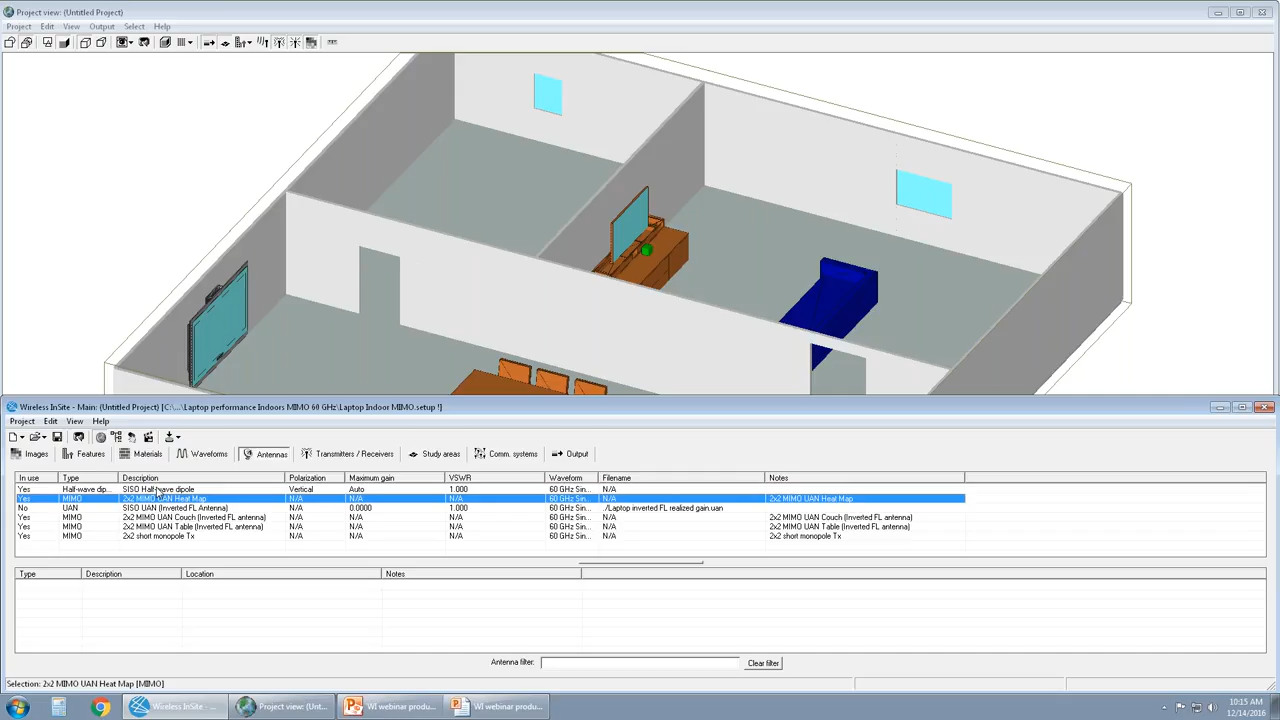 Project view: (Untitled Project)
Project Edit View Output Select Help
Wireless InSite - Main: (Untitled Project) [C:\...\Laptop performance Indoors MIMO 60 GHz\Laptop Indoor MIMO.setup !]
Project Edit View Help
Images Features Materials Waveforms Antennas Transmitters / Receivers Study areas Comm. systems Output
In use Type Description Polarization Maximum gain VSWR Waveform Filename Notes
Yes Half-wave dip... SISO Half-wave dipole Vertical Auto 1.000 60 GHz Sin... N/A
Yes MIMO 2x2 MIMO UAN Heat Map N/A N/A N/A 60 GHz Sin... N/A 2x2 MIMO UAN Heat Map
No UAN SISO UAN (Inverted FL Antenna) 0.0000 1.000 60 GHz Sin... ./Laptop inverted FL realized gain.uan
Yes MIMO 2x2 MIMO UAN Couch (Inverted FL antenna) N/A N/A N/A 60 GHz Sin... N/A 2x2 MIMO UAN Couch (Inverted FL antenna)
Yes MIMO 2x2 MIMO UAN Table (Inverted FL antenna) N/A N/A N/A 60 GHz Sin... N/A 2x2 MIMO UAN Table (Inverted FL antenna)
Yes MIMO 2x2 short monopole Tx N/A N/A N/A 60 GHz Sin... N/A 2x2 short monopole Tx
Type Description Location Notes
Antenna filter: Clear filter
Selection: 2x2 MIMO UAN Heat Map [MIMO]
Wireless InSite - ... Project view: (Unt... WI webinar produ... WI webinar produ... 10:15 AM
12/14/2016